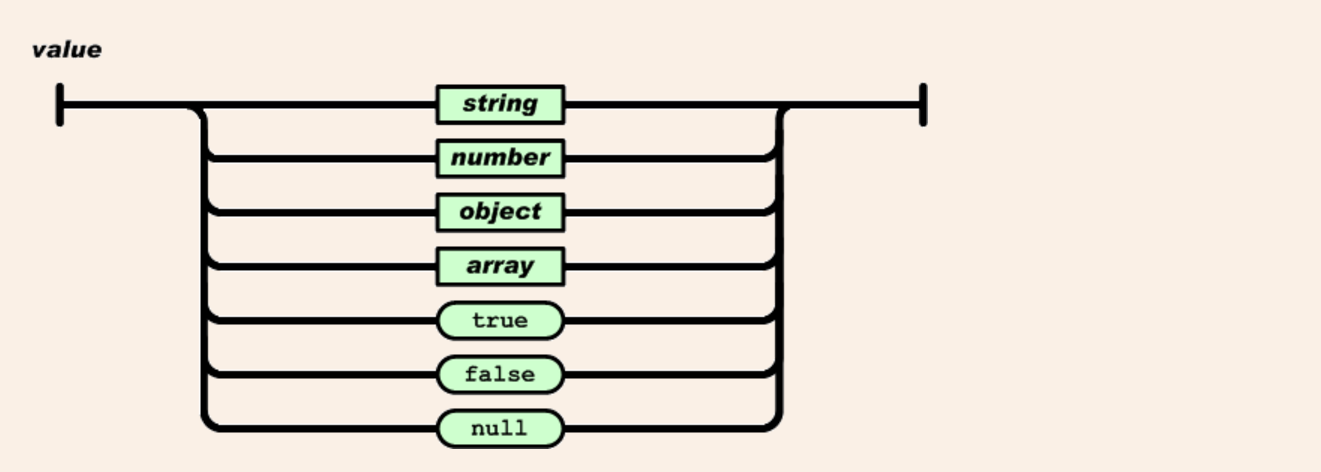 value
string
number
object
array
true
false
null